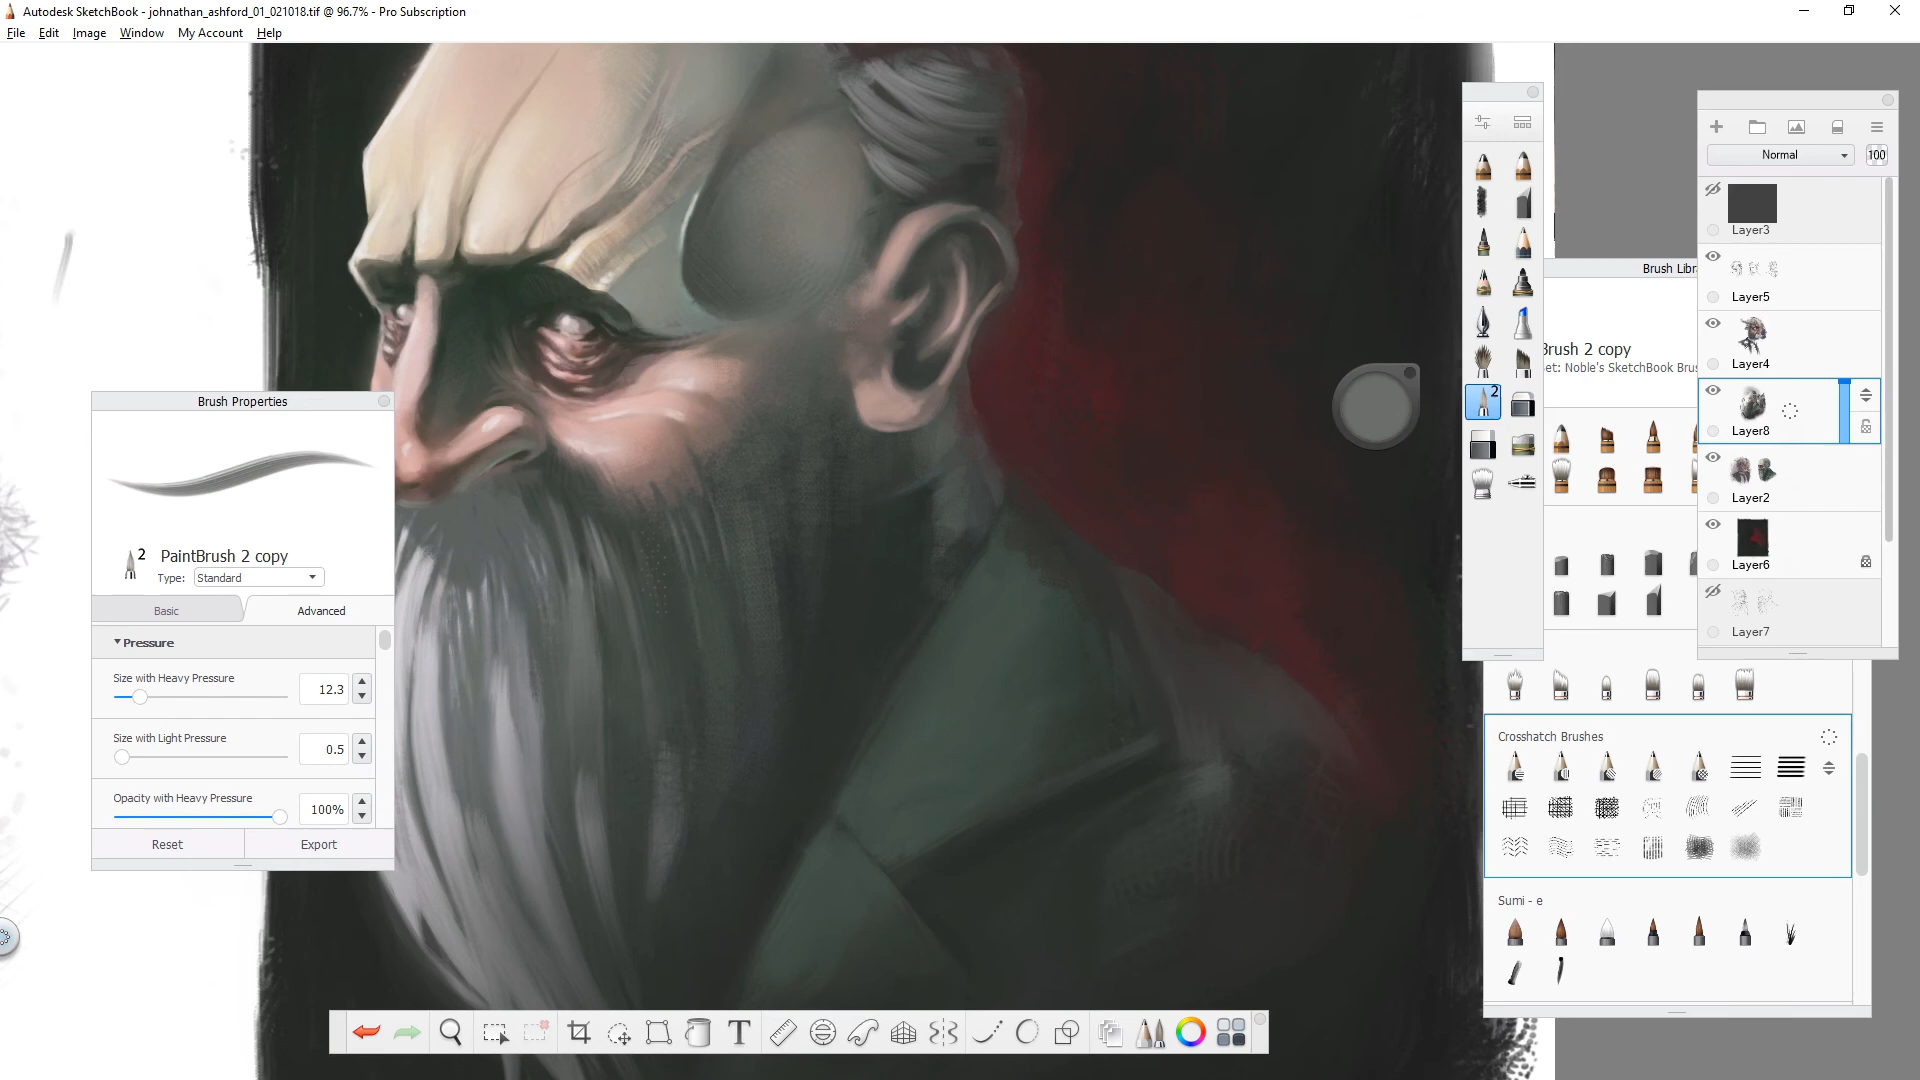 Autodesk SketchBook - johnathan_ashford_01_021018.tif @ 96.7% - Pro Subscription
File Edit Image Window My Account Help
Brush Properties
2 PaintBrush 2 copy
Type: Standard
Basic Advanced
Pressure
Size with Heavy Pressure
12.3
Size with Light Pressure
0.5
Opacity with Heavy Pressure
100%
Reset Export
2
T
Brush Libra
Brush 2 copy
et: Noble's SketchBook Brus
Crosshatch Brushes
Sumi - e
Normal 100
Layer3
Layer5
Layer4
Layer8
Layer2
Layer6
Layer7